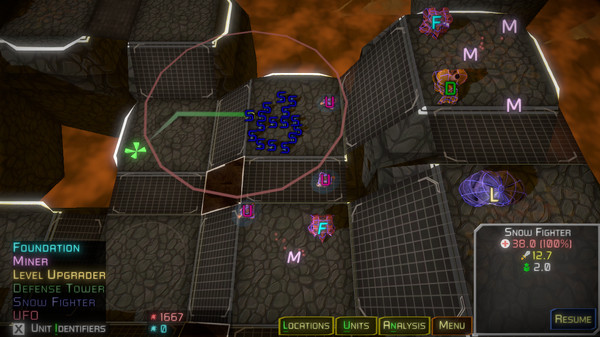 F
M
M
D
M
S S S S S S S S S S S S S
U
U
U
L
F
M
Foundation
Miner
Level Upgrader
Defense Tower
Snow Fighter
UFO
X Unit Identifiers
1667
0
Locations
Units
Analysis
Menu
Snow Fighter
38.0 (100%)
12.7
2.0
Resume